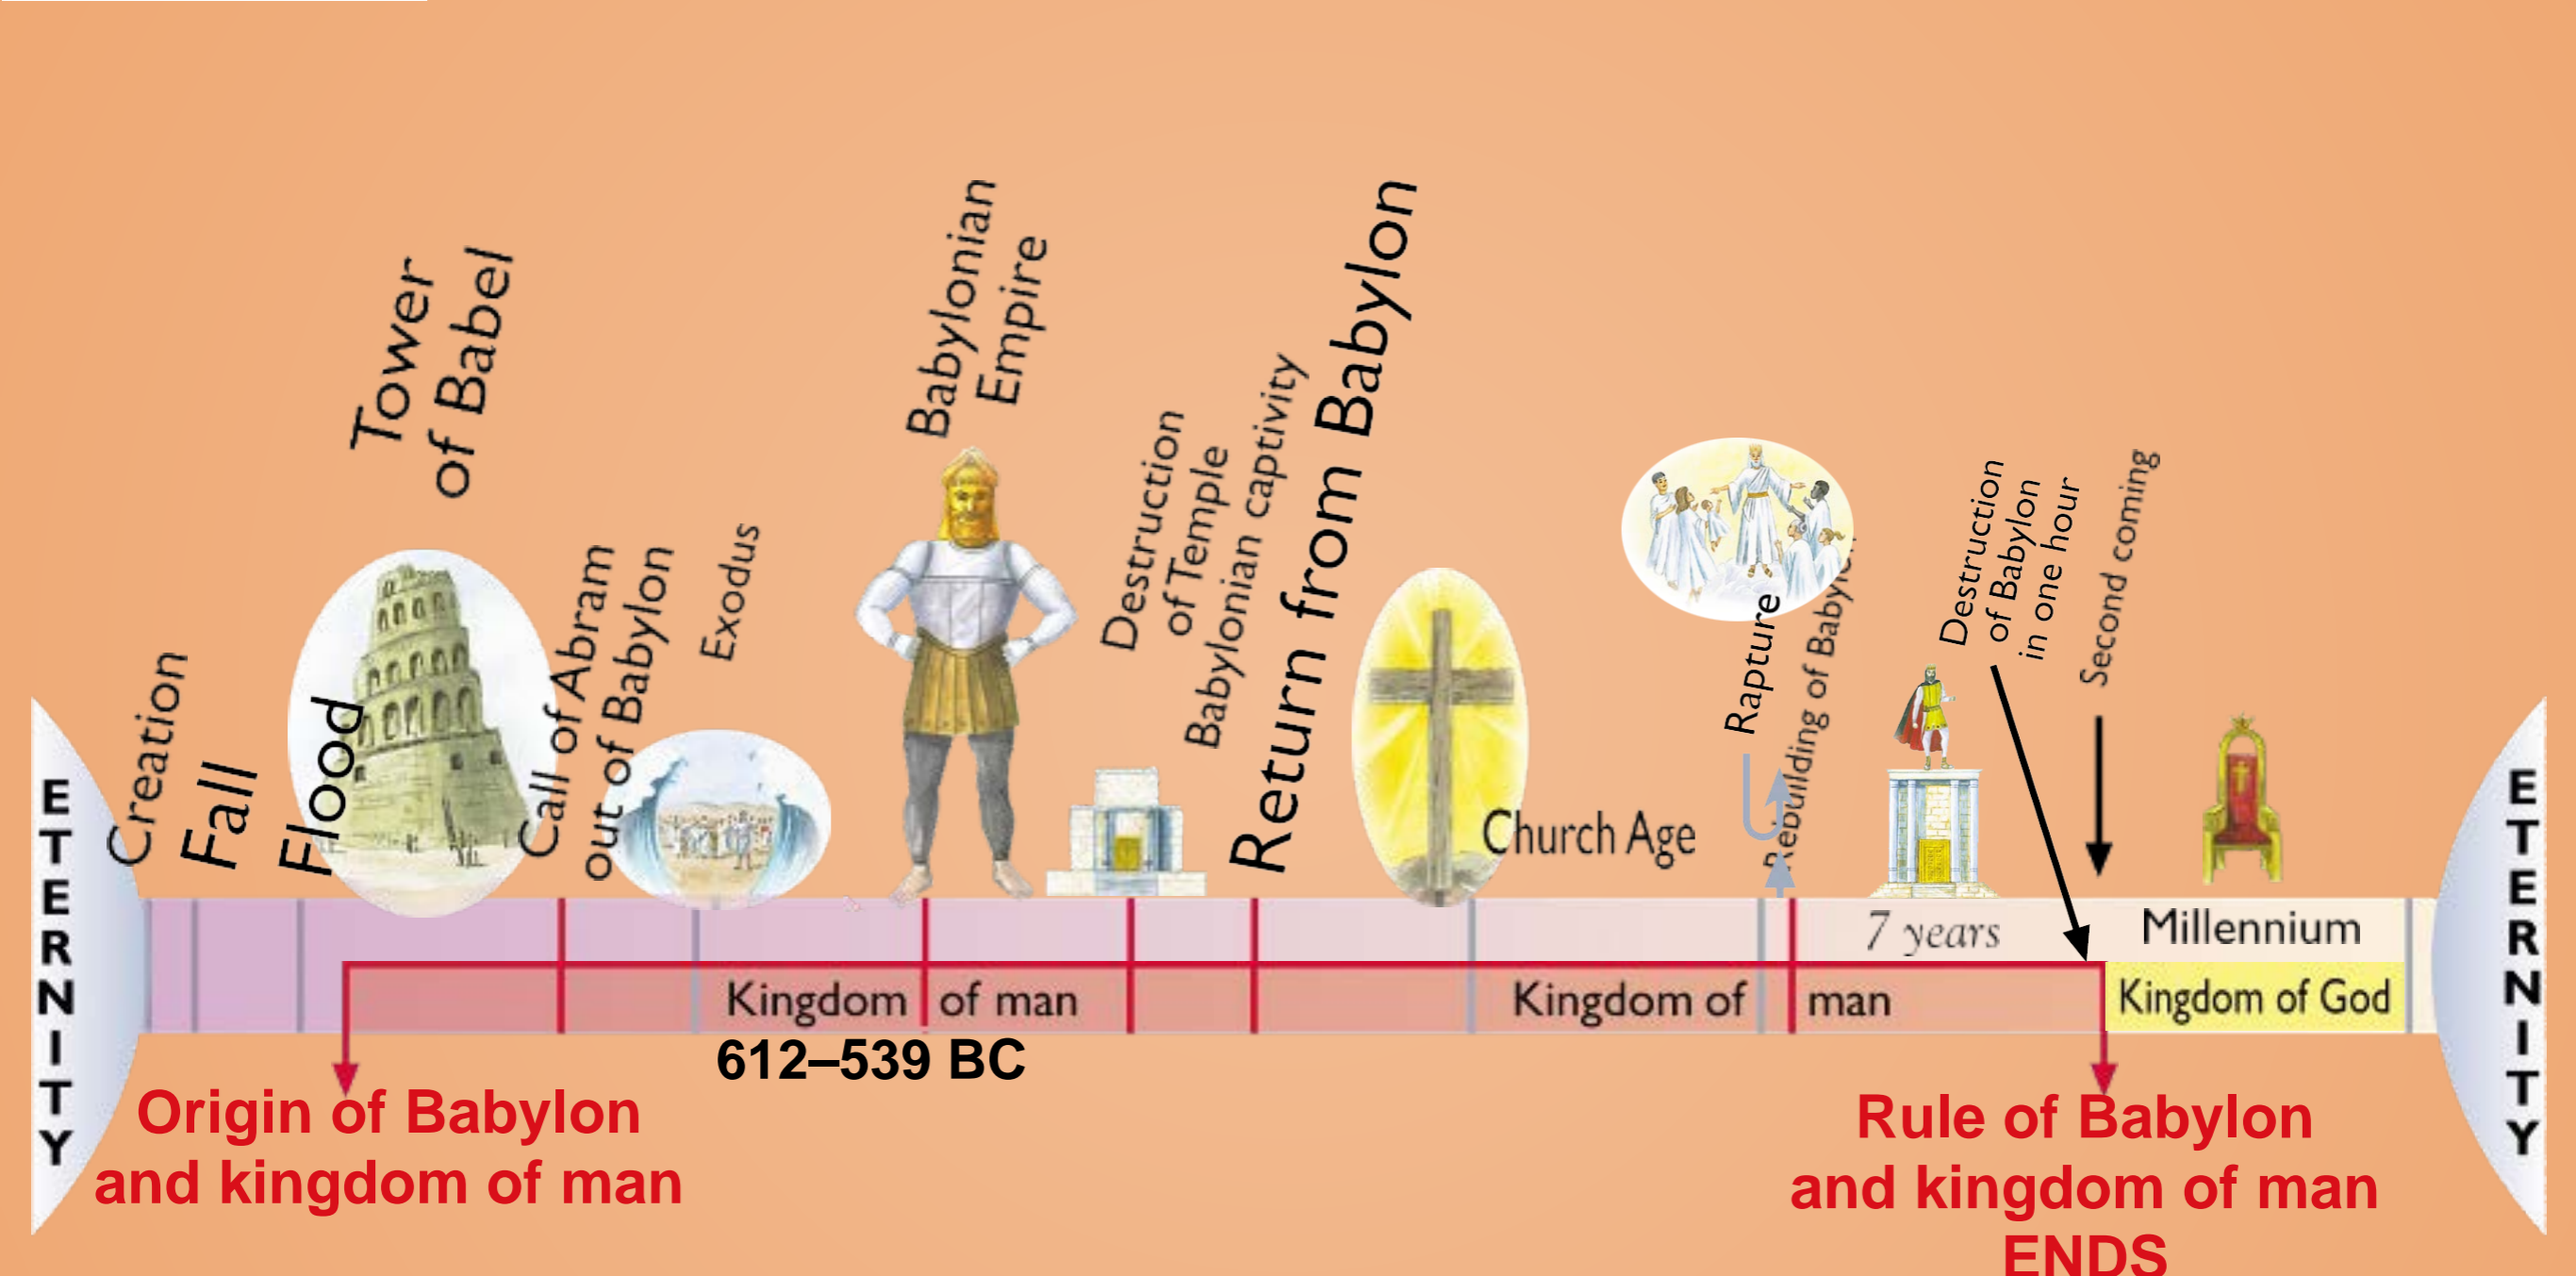 ETERNITY
Creation
Fall
Flood
Tower
of Babel
Call of Abram
out of Babylon
Exodus
Babylonian
Empire
Destruction
of Temple
Babylonian captivity
Return from Babylon
Church Age
Rapture
Rebuilding of
Destruction
of Babylon
in one hour
Second coming
ETERNITY
7 years
Millennium
Kingdom of man
Kingdom of man
Kingdom of God
612–539 BC
Origin of Babylon
and kingdom of man
Rule of Babylon
and kingdom of man
ENDS